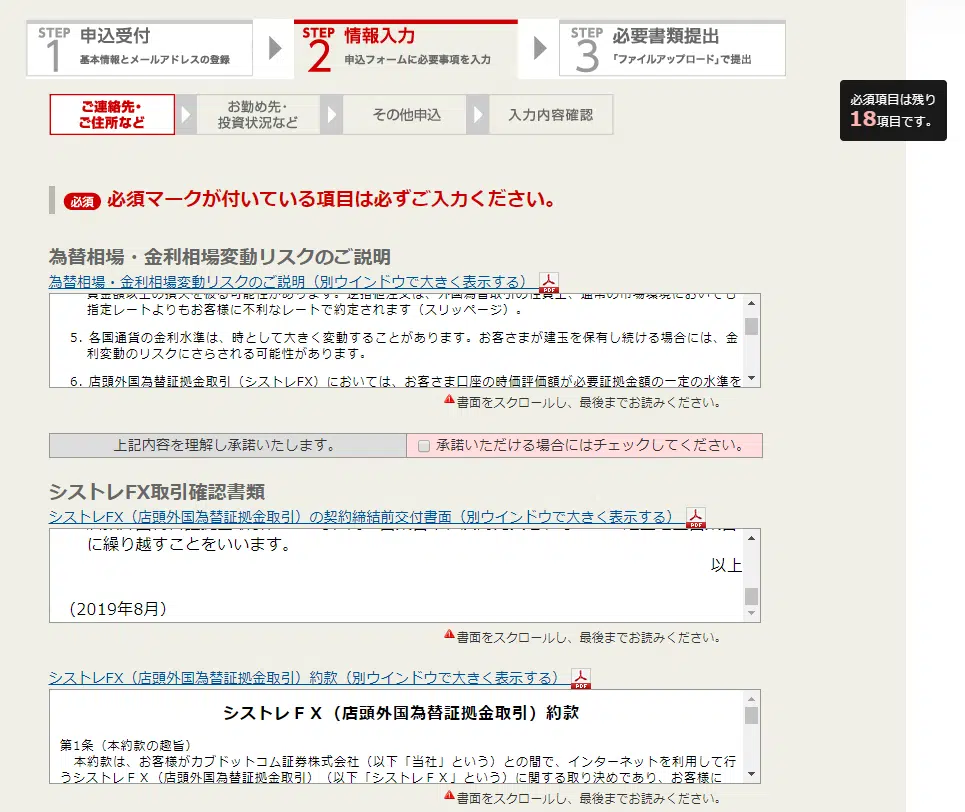 STEP 1 申込受付
基本情報とメールアドレスの登録
STEP 2 情報入力
申込フォームに必要事項を入力
STEP 3 必要書類提出
「ファイルアップロード」で提出
必須項目は残り
18項目です。
ご連絡先・
ご住所など
お勤め先・
投資状況など
その他申込
入力内容確認
必須 必須マークが付いている項目は必ずご入力ください。
為替相場・金利相場変動リスクのご説明
為替相場・金利相場変動リスクのご説明（別ウインドウで大きく表示する） PDF
指定レートよりもお客様に不利なレートで約定されます（スリッページ）。
5. 各国通貨の金利水準は、時として大きく変動することがあります。お客さまが建玉を保有し続ける場合には、金
利変動のリスクにさらされる可能性があります。
6. 店頭外国為替証拠金取引（シストレFX）においては、お客さま口座の時価評価額が必要証拠金額の一定の水準を
書面をスクロールし、最後までお読みください。
上記内容を理解し承諾いたします。
承諾いただける場合にはチェックしてください。
シストレFX取引確認書類
シストレFX（店頭外国為替証拠金取引）の契約締結前交付書面（別ウインドウで大きく表示する） PDF
に繰り越すことをいいます。
以上
（2019年8月）
書面をスクロールし、最後までお読みください。
シストレFX（店頭外国為替証拠金取引）約款（別ウインドウで大きく表示する） PDF
シストレＦＸ（店頭外国為替証拠金取引）約款
第1条（本約款の趣旨）
本約款は、お客様がカブドットコム証券株式会社（以下「当社」という）との間で、インターネットを利用して行
うシストレＦＸ（店頭外国為替証拠金取引）（以下「シストレＦＸ」という）に関する取り決めであり、お客様に
書面をスクロールし、最後までお読みください。